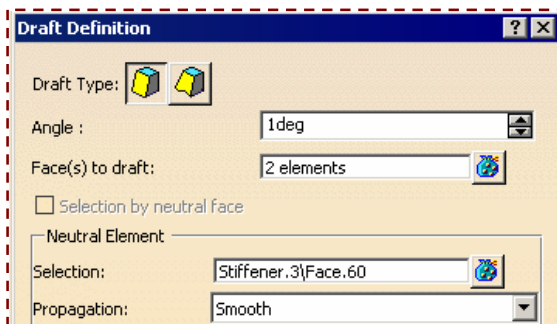 Draft Definition
Draft Type:
Angle : 1deg
Face(s) to draft: 2 elements
Selection by neutral face
Neutral Element
Selection: Stiffener.3\Face.60
Propagation: Smooth